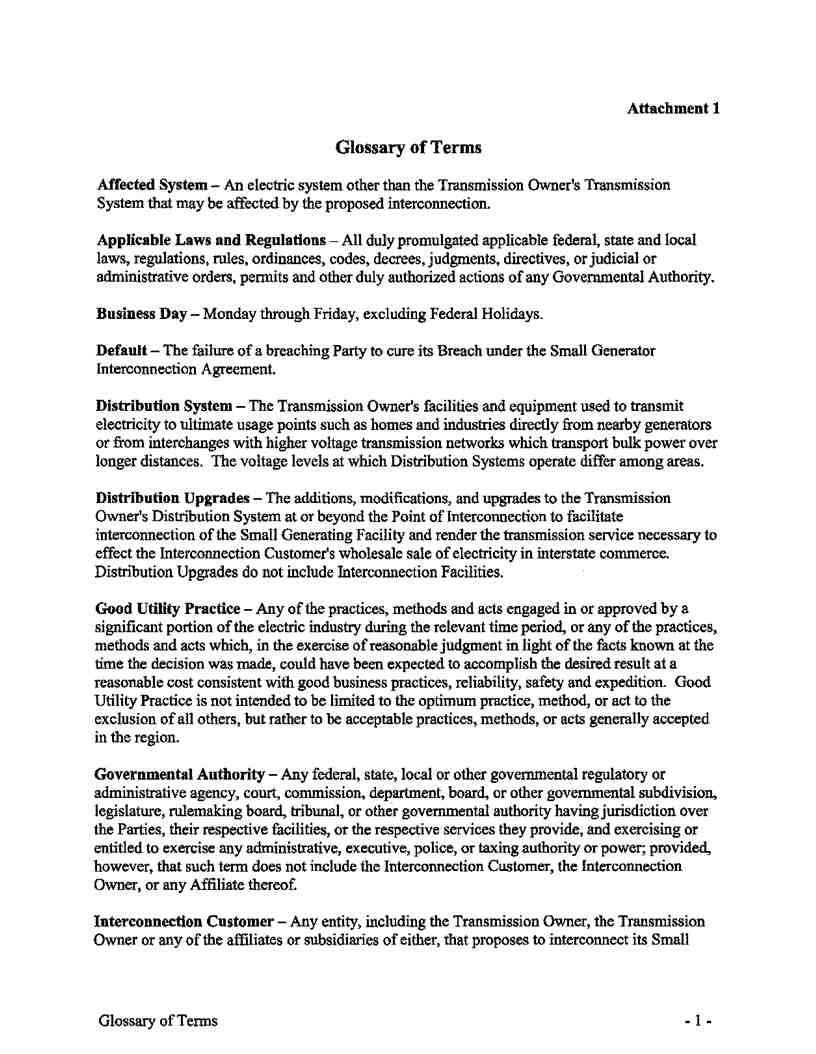 Attachment 1
Glossary of Terms
Affected System – An electric system other than the Transmission Owner's Transmission
System that may be affected by the proposed interconnection.
Applicable Laws and Regulations – All duly promulgated applicable federal, state and local
laws, regulations, rules, ordinances, codes, decrees, judgments, directives, or judicial or
administrative orders, permits and other duly authorized actions of any Governmental Authority.
Business Day – Monday through Friday, excluding Federal Holidays.
Default – The failure of a breaching Party to cure its Breach under the Small Generator
Interconnection Agreement.
Distribution System – The Transmission Owner's facilities and equipment used to transmit
electricity to ultimate usage points such as homes and industries directly from nearby generators
or from interchanges with higher voltage transmission networks which transport bulk power over
longer distances. The voltage levels at which Distribution Systems operate differ among areas.
Distribution Upgrades – The additions, modifications, and upgrades to the Transmission
Owner's Distribution System at or beyond the Point of Interconnection to facilitate
interconnection of the Small Generating Facility and render the transmission service necessary to
effect the Interconnection Customer's wholesale sale of electricity in interstate commerce.
Distribution Upgrades do not include Interconnection Facilities.
Good Utility Practice – Any of the practices, methods and acts engaged in or approved by a
significant portion of the electric industry during the relevant time period, or any of the practices,
methods and acts which, in the exercise of reasonable judgment in light of the facts known at the
time the decision was made, could have been expected to accomplish the desired result at a
reasonable cost consistent with good business practices, reliability, safety and expedition. Good
Utility Practice is not intended to be limited to the optimum practice, method, or act to the
exclusion of all others, but rather to be acceptable practices, methods, or acts generally accepted
in the region.
Governmental Authority – Any federal, state, local or other governmental regulatory or
administrative agency, court, commission, department, board, or other governmental subdivision,
legislature, rulemaking board, tribunal, or other governmental authority having jurisdiction over
the Parties, their respective facilities, or the respective services they provide, and exercising or
entitled to exercise any administrative, executive, police, or taxing authority or power; provided,
however, that such term does not include the Interconnection Customer, the Interconnection
Owner, or any Affiliate thereof.
Interconnection Customer – Any entity, including the Transmission Owner, the Transmission
Owner or any of the affiliates or subsidiaries of either, that proposes to interconnect its Small
Glossary of Terms
- 1 -